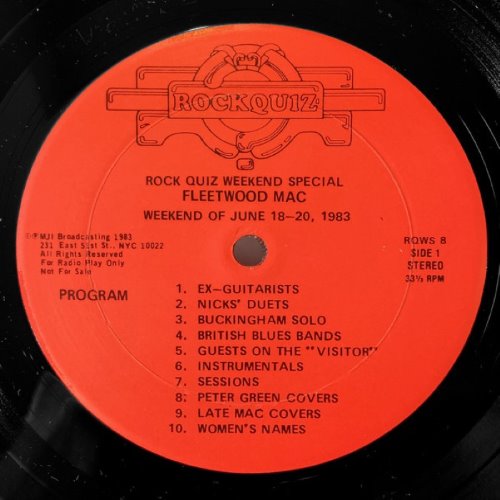 ROCKQUIZ
ROCK QUIZ WEEKEND SPECIAL
FLEETWOOD MAC
WEEKEND OF JUNE 18-20, 1983
©℗MJI Broadcasting 1983
231 East 51st St., NYC 10022
All Rights Reserved
For Radio Play Only
Not For Sale
RQWS 8
SIDE 1
STEREO
33⅓ RPM
PROGRAM
1. EX-GUITARISTS
2. NICKS' DUETS
3. BUCKINGHAM SOLO
4. BRITISH BLUES BANDS
5. GUESTS ON THE "VISITOR"
6. INSTRUMENTALS
7. SESSIONS
8. PETER GREEN COVERS
9. LATE MAC COVERS
10. WOMEN'S NAMES